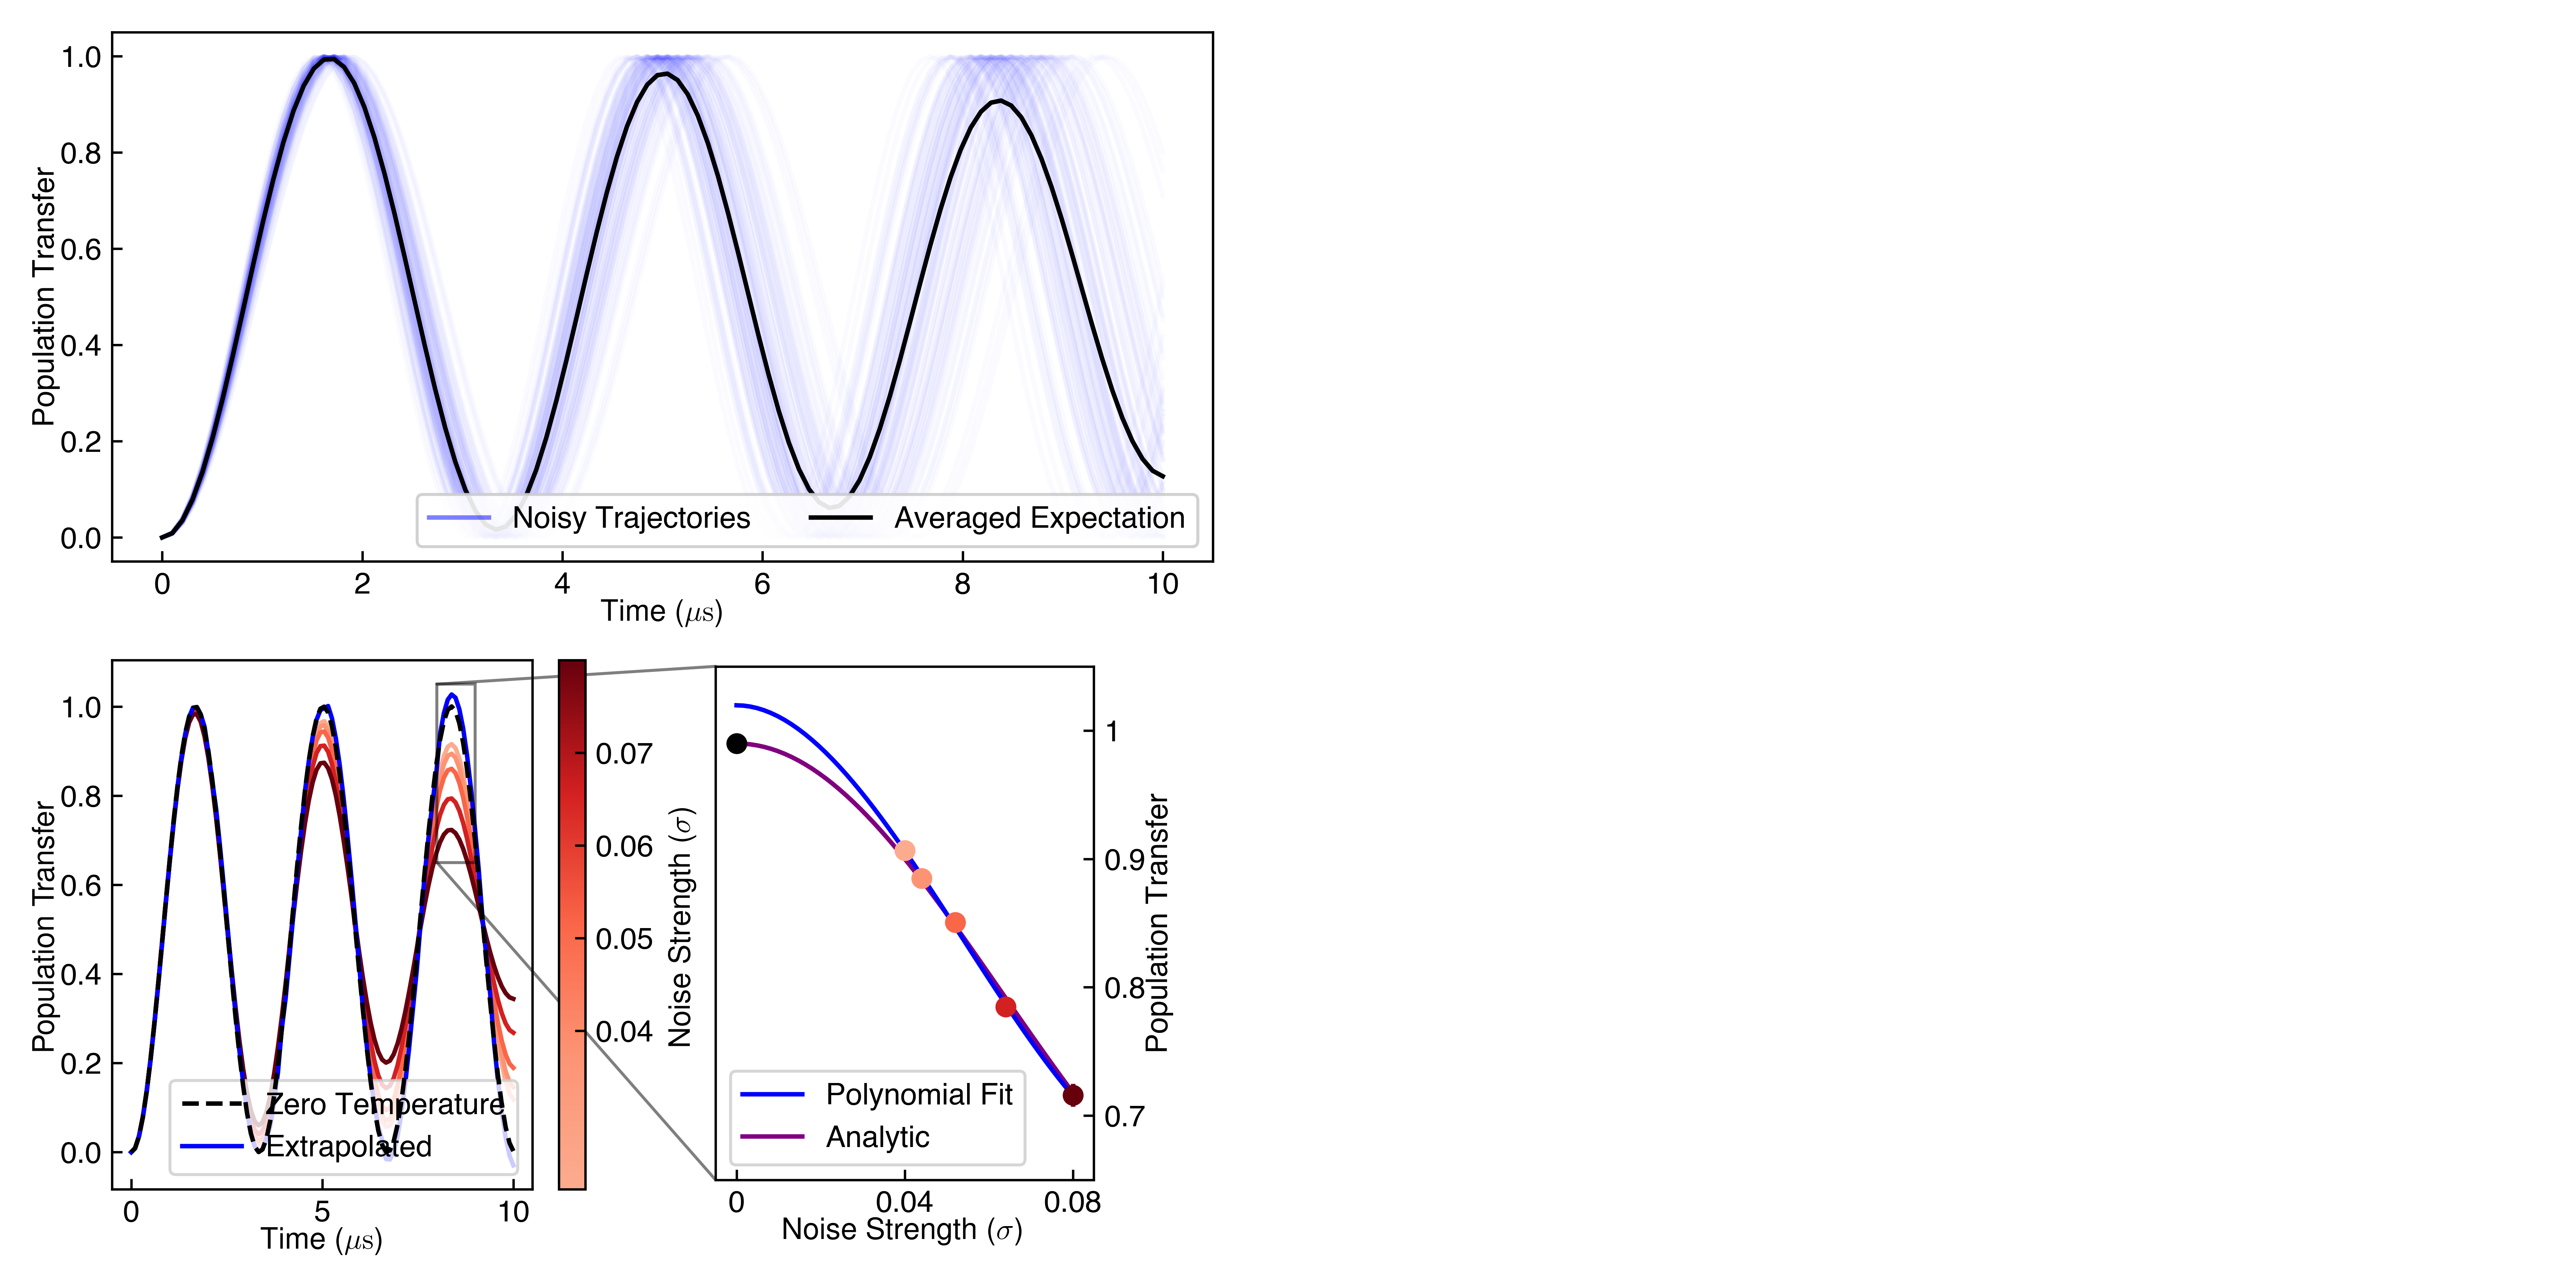 1.0
0.8
0.6
0.4
0.2
0.0
Population Transfer
Noisy Trajectories
Averaged Expectation
0
2
4
6
8
10
Time (μs)
1.0
0.8
0.6
0.4
0.2
0.0
Population Transfer
Zero Temperature
Extrapolated
0
5
10
Time (μs)
0.07
0.06
0.05
0.04
Noise Strength (σ)
Polynomial Fit
Analytic
0
0.04
0.08
Noise Strength (σ)
1
0.9
0.8
0.7
Population Transfer